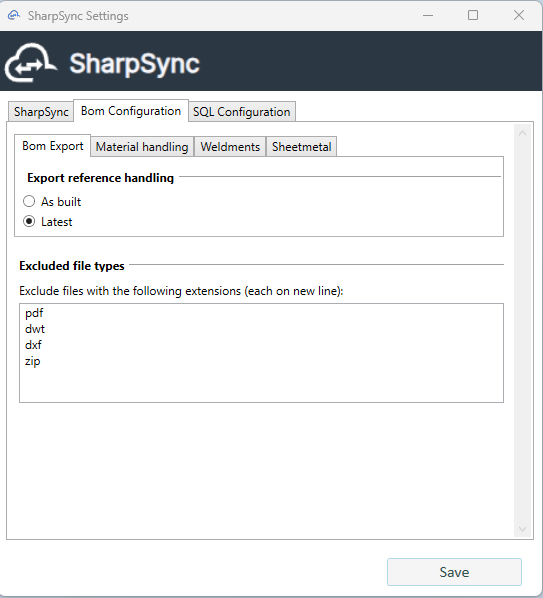 SharpSync Settings
SharpSync
SharpSync Bom Configuration SQL Configuration
Bom Export Material handling Weldments Sheetmetal
Export reference handling
As built
Latest
Excluded file types
Exclude files with the following extensions (each on new line):
pdf
dwt
dxf
zip
Save